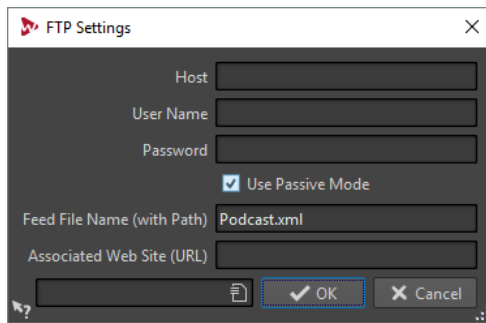 FTP Settings
Host
User Name
Password
Use Passive Mode
Feed File Name (with Path) Podcast.xml
Associated Web Site (URL)
OK Cancel
?